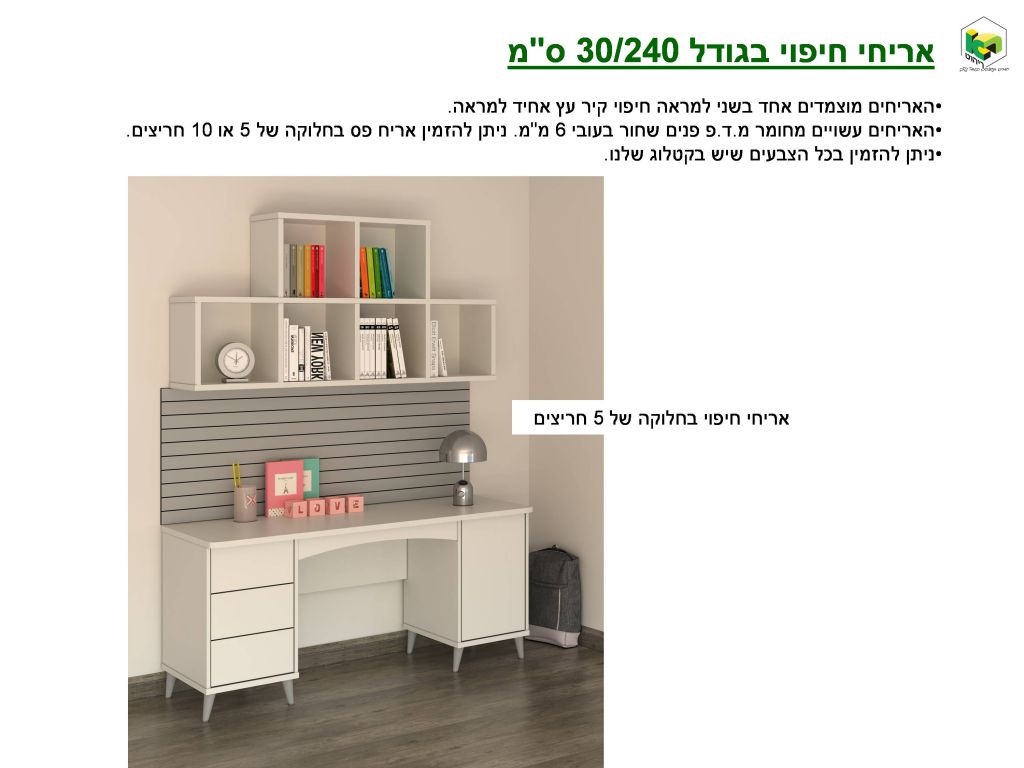 אריחי חיפוי בגודל 30/240 ס"מ
•האריחים מוצמדים אחד בשני למראה חיפוי קיר עץ אחיד למראה.
•האריחים עשויים מחומר מ.ד.פ פנים שחור בעובי 6 מ"מ. ניתן להזמין אריח פס בחלוקה של 5 או 10 חריצים.
•ניתן להזמין בכל הצבעים שיש בקטלוג שלנו.
NEW YORK
אריחי חיפוי בחלוקה של 5 חריצים
LOVE